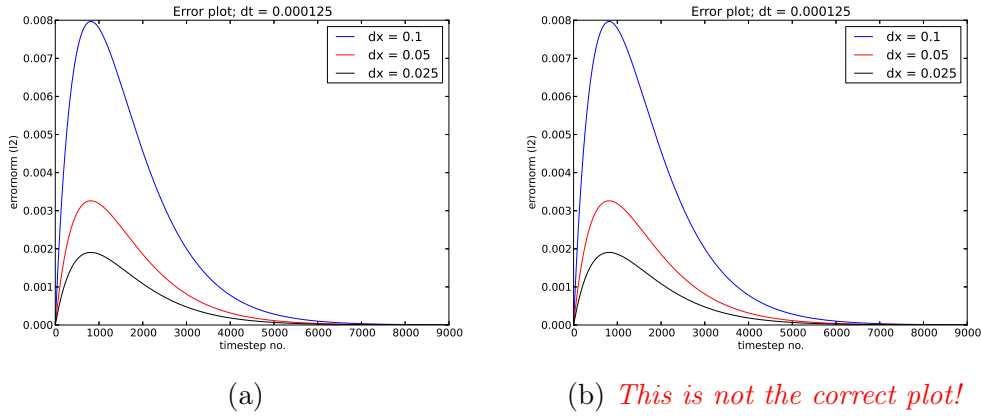 Error plot; dt = 0.000125
0.008
0.007
0.006
0.005
0.004
0.003
0.002
0.001
0.000
errornorm (l2)
dx = 0.1
dx = 0.05
dx = 0.025
0 1000 2000 3000 4000 5000 6000 7000 8000 9000
timestep no.
(a)
Error plot; dt = 0.000125
0.008
0.007
0.006
0.005
0.004
0.003
0.002
0.001
0.000
errornorm (l2)
dx = 0.1
dx = 0.05
dx = 0.025
0 1000 2000 3000 4000 5000 6000 7000 8000 9000
timestep no.
(b) This is not the correct plot!